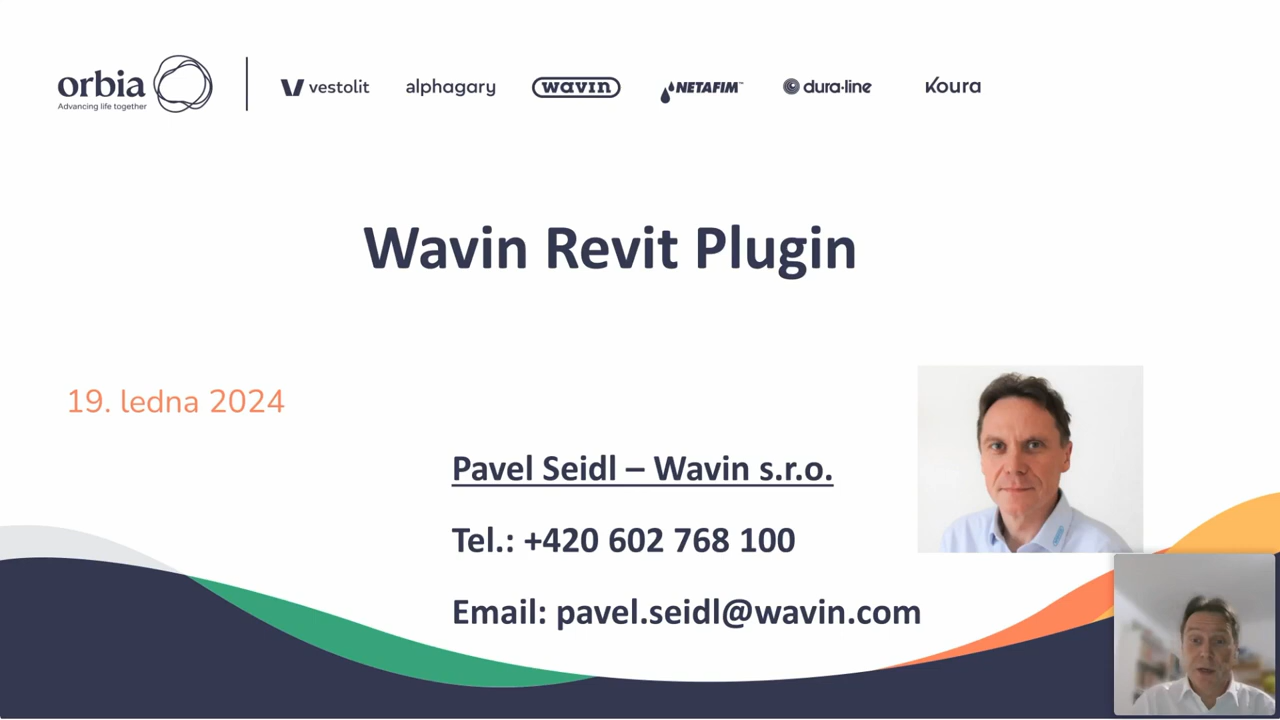 orbia
Advancing life together
vestolit
alphagary
wavin
NETAFIM™
dura-line
Koura
Wavin Revit Plugin
19. ledna 2024
Pavel Seidl – Wavin s.r.o.
Tel.: +420 602 768 100
Email: pavel.seidl@wavin.com